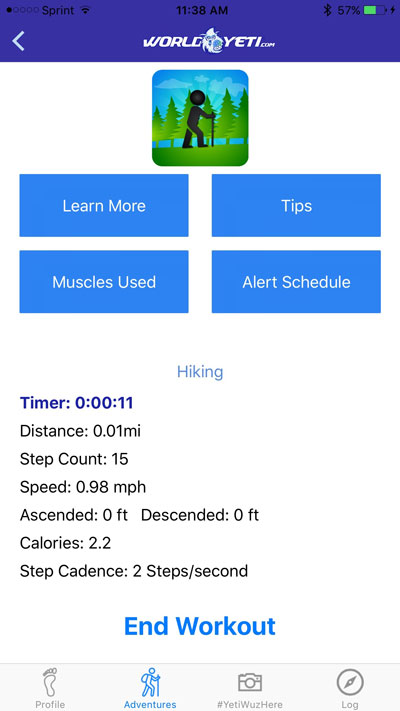 Sprint 11:38 AM 57%
WORLD YETI.COM
Learn More Tips
Muscles Used Alert Schedule
Hiking
Timer: 0:00:11
Distance: 0.01mi
Step Count: 15
Speed: 0.98 mph
Ascended: 0 ft Descended: 0 ft
Calories: 2.2
Step Cadence: 2 Steps/second
End Workout
Profile Adventures #YetiWuzHere Log